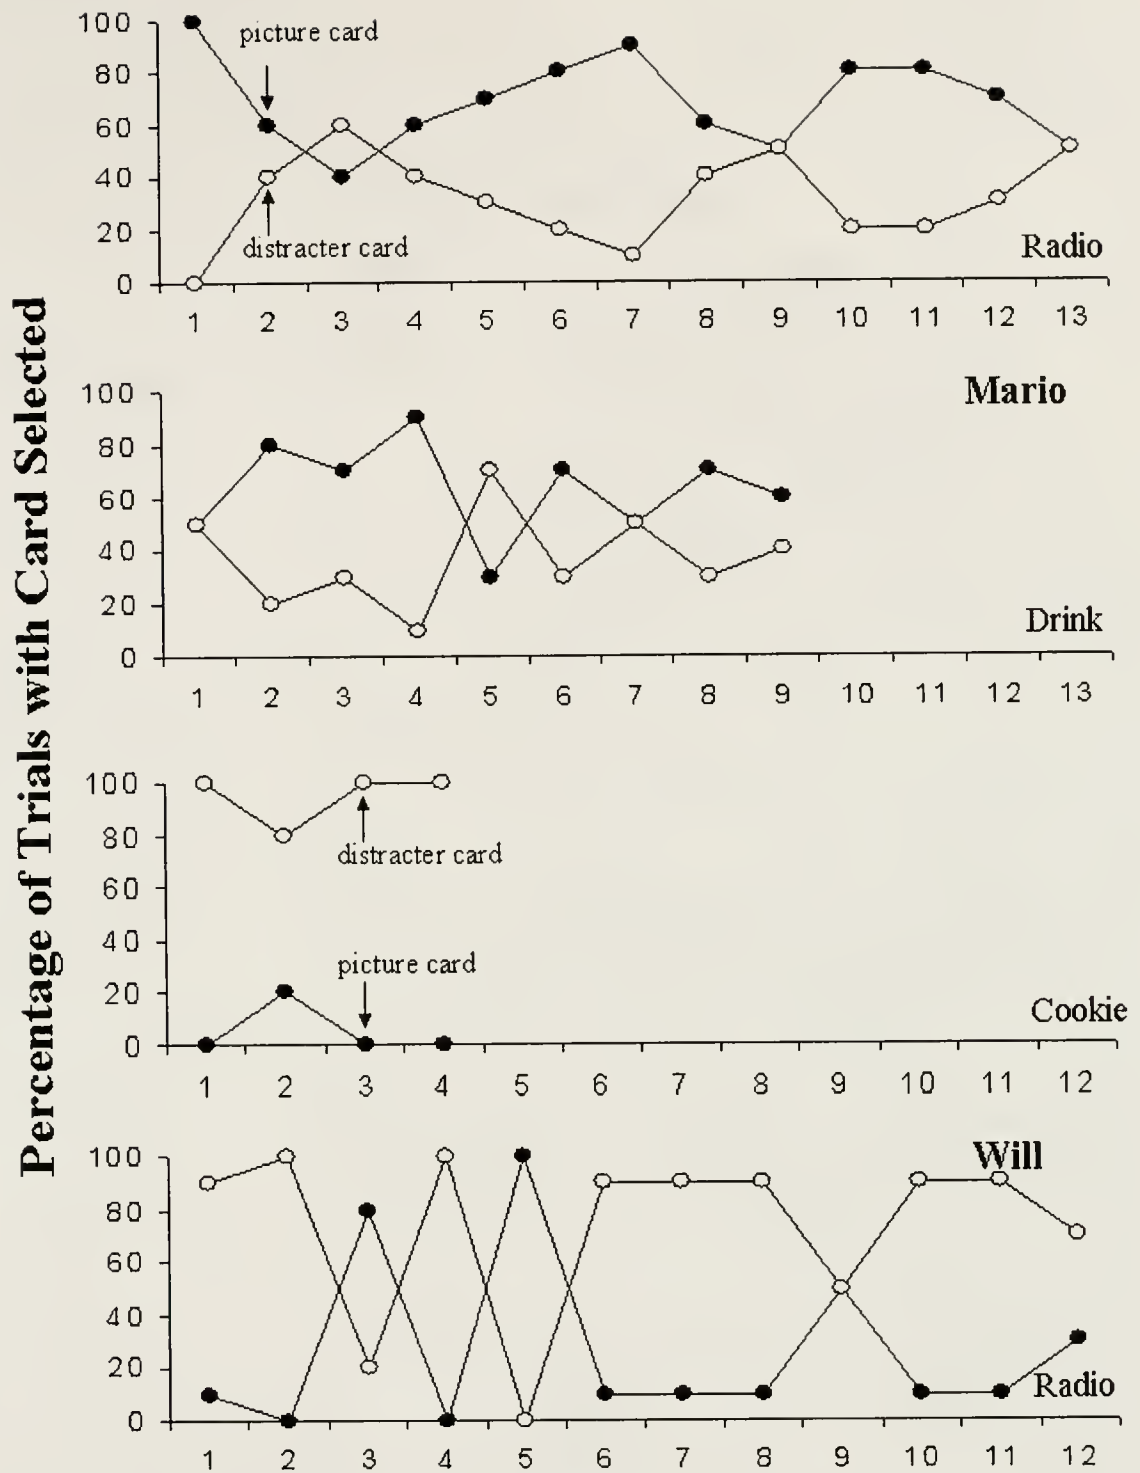 Percentage of Trials with Card Selected
100
80
60
40
20
0
picture card
distracter card
Radio
1 2 3 4 5 6 7 8 9 10 11 12 13
Mario
100
80
60
40
20
0
Drink
1 2 3 4 5 6 7 8 9 10 11 12 13
100
80
60
40
20
0
distracter card
picture card
Cookie
1 2 3 4 5 6 7 8 9 10 11 12
Will
100
80
60
40
20
0
Radio
1 2 3 4 5 6 7 8 9 10 11 12